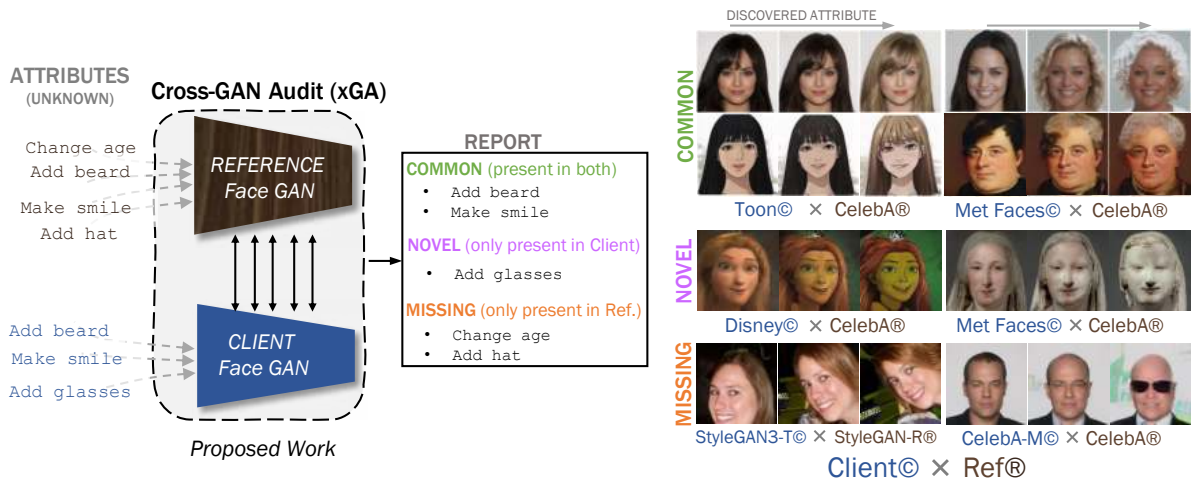 ATTRIBUTES
(UNKNOWN)
Change age
Add beard
Make smile
Add hat
Add beard
Make smile
Add glasses
Cross-GAN Audit (xGA)
REFERENCE
Face GAN
CLIENT
Face GAN
Proposed Work
REPORT
COMMON (present in both)
• Add beard
• Make smile
NOVEL (only present in Client)
• Add glasses
MISSING (only present in Ref.)
• Change age
• Add hat
DISCOVERED ATTRIBUTE
COMMON
Toon© × CelebA®
Met Faces© × CelebA®
NOVEL
Disney© × CelebA®
Met Faces© × CelebA®
MISSING
StyleGAN3-T© × StyleGAN-R®
CelebA-M© × CelebA®
Client© × Ref®